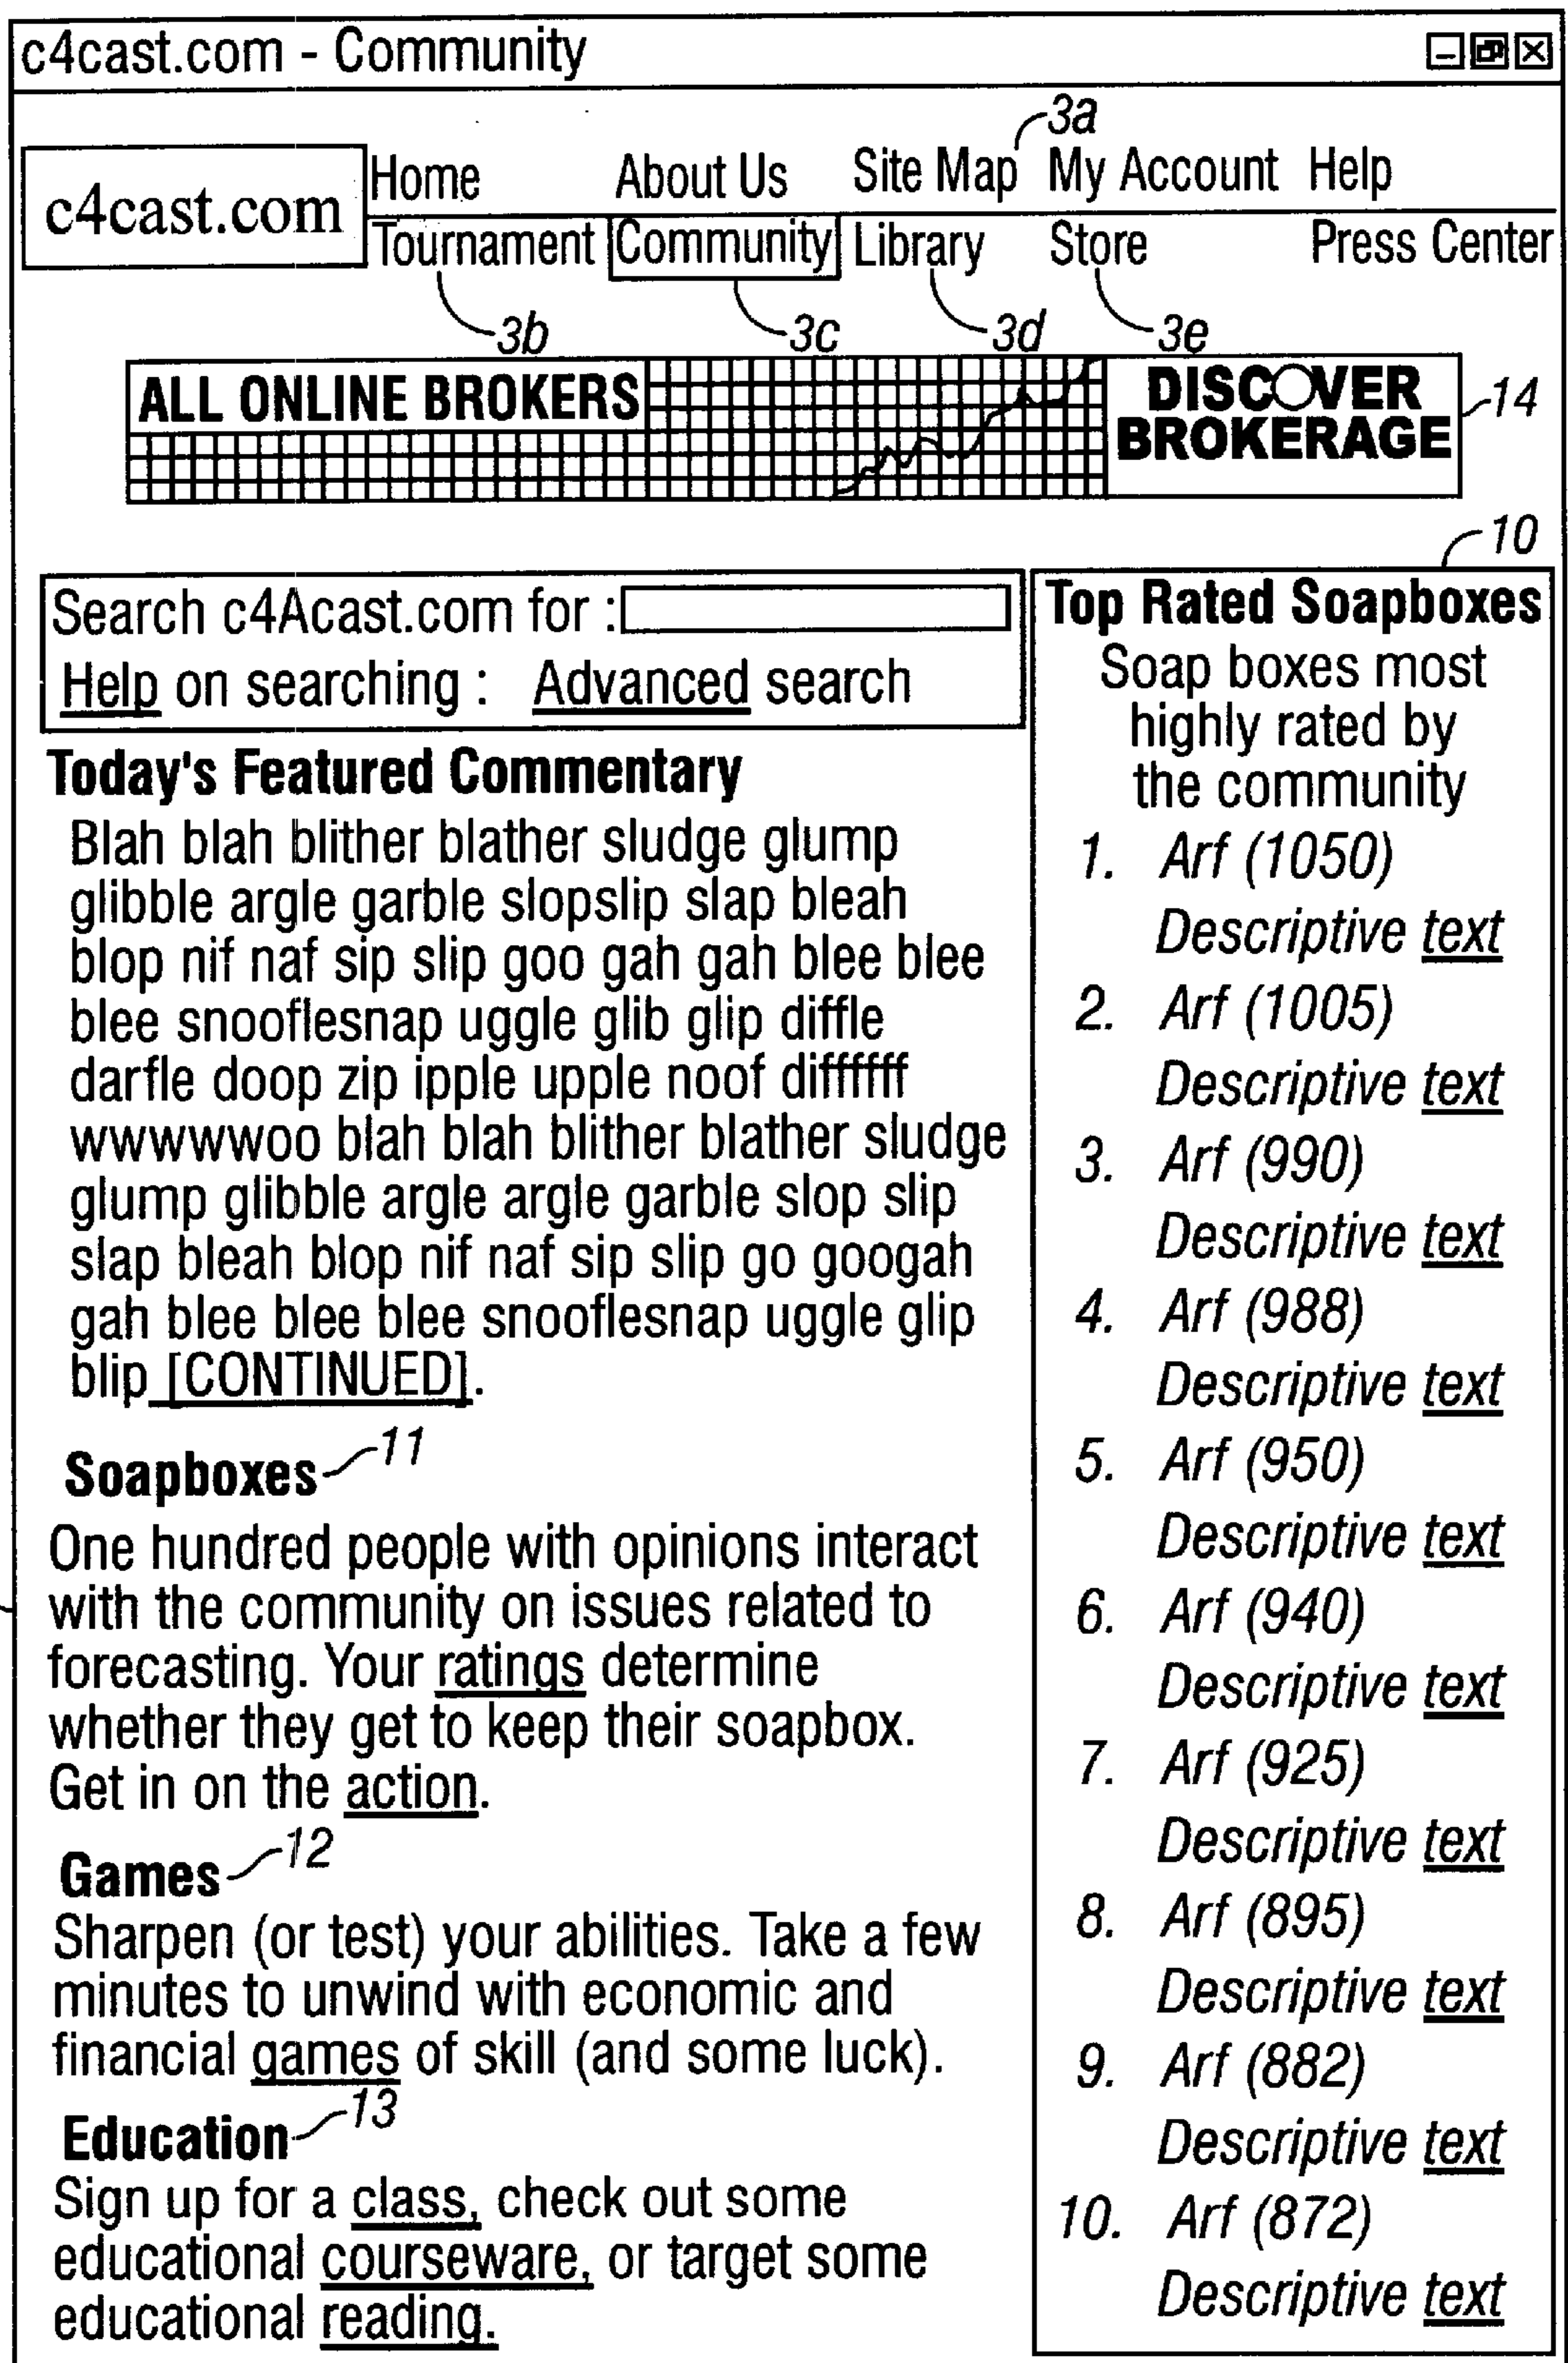 c4cast.com - Community
3a
c4cast.com
Home About Us Site Map My Account Help
Tournament Community Library Store Press Center
3b 3c 3d 3e
ALL ONLINE BROKERS
DISCOVER
BROKERAGE
14
10
Search c4Acast.com for :
Help on searching : Advanced search
Today's Featured Commentary
Blah blah blither blather sludge glump
glibble argle garble slopslip slap bleah
blop nif naf sip slip goo gah gah blee blee
blee snooflesnap uggle glib glip diffle
darfle doop zip ipple upple noof diffffff
wwwwwoo blah blah blither blather sludge
glump glibble argle argle garble slop slip
slap bleah blop nif naf sip slip go googah
gah blee blee blee snooflesnap uggle glip
blip [CONTINUED].
Soapboxes 11
One hundred people with opinions interact
with the community on issues related to
forecasting. Your ratings determine
whether they get to keep their soapbox.
Get in on the action.
Games 12
Sharpen (or test) your abilities. Take a few
minutes to unwind with economic and
financial games of skill (and some luck).
Education 13
Sign up for a class, check out some
educational courseware, or target some
educational reading.
Top Rated Soapboxes
Soap boxes most
highly rated by
the community
1. Arf (1050)
Descriptive text
2. Arf (1005)
Descriptive text
3. Arf (990)
Descriptive text
4. Arf (988)
Descriptive text
5. Arf (950)
Descriptive text
6. Arf (940)
Descriptive text
7. Arf (925)
Descriptive text
8. Arf (895)
Descriptive text
9. Arf (882)
Descriptive text
10. Arf (872)
Descriptive text